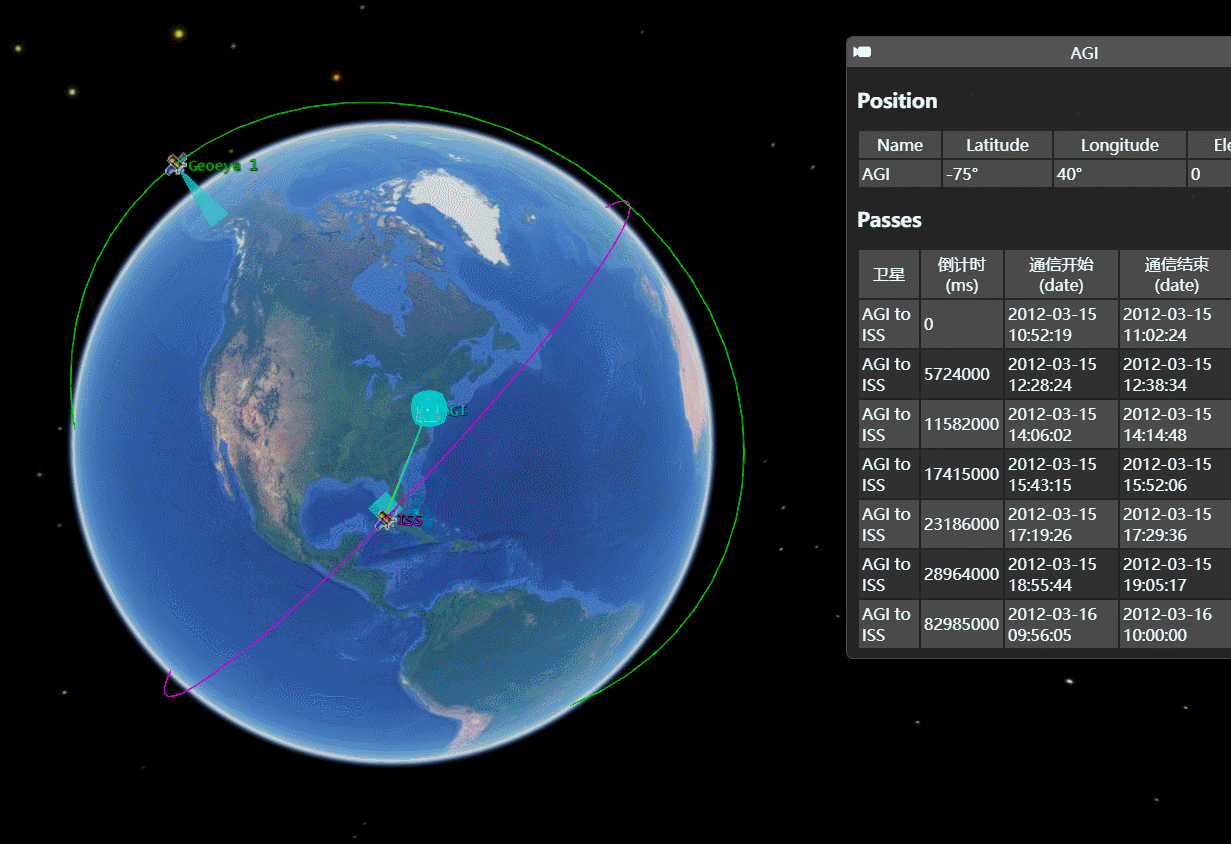 Geoeye 1
AGI
ISS
AGI
Position
Name Latitude Longitude Ele
AGI -75° 40° 0
Passes
卫星 倒计时 (ms) 通信开始 (date) 通信结束 (date)
AGI to ISS 0 2012-03-15 10:52:19 2012-03-15 11:02:24
AGI to ISS 5724000 2012-03-15 12:28:24 2012-03-15 12:38:34
AGI to ISS 11582000 2012-03-15 14:06:02 2012-03-15 14:14:48
AGI to ISS 17415000 2012-03-15 15:43:15 2012-03-15 15:52:06
AGI to ISS 23186000 2012-03-15 17:19:26 2012-03-15 17:29:36
AGI to ISS 28964000 2012-03-15 18:55:44 2012-03-15 19:05:17
AGI to ISS 82985000 2012-03-16 09:56:05 2012-03-16 10:00:00